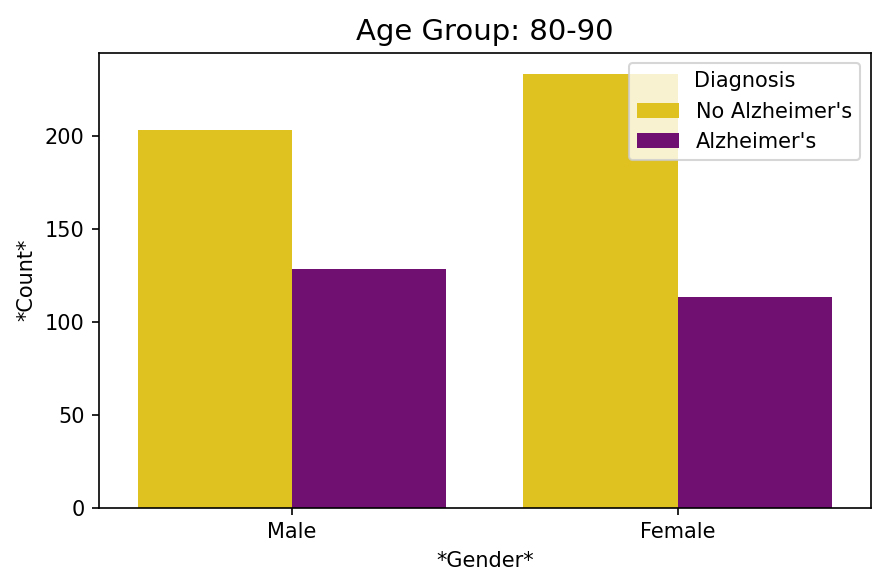 Age Group: 80-90
Diagnosis
No Alzheimer's
Alzheimer's
*Count*
200
150
100
50
0
Male
Female
*Gender*